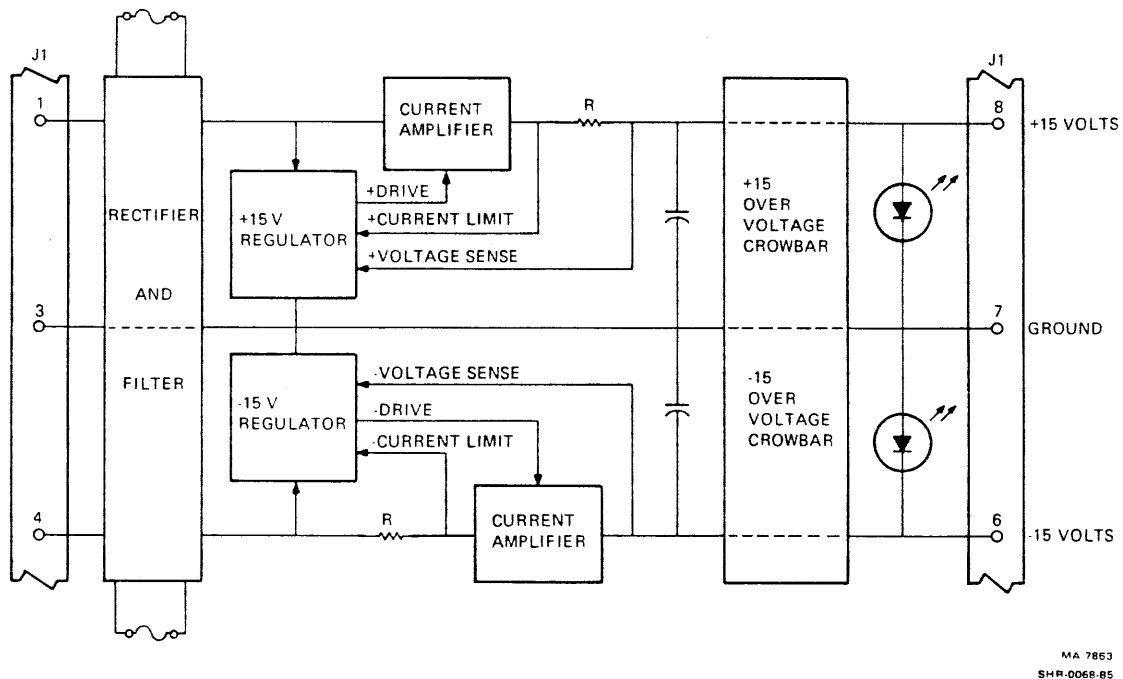 J1
1
3
4
RECTIFIER
AND
FILTER
CURRENT
AMPLIFIER
R
+15 V
REGULATOR
+DRIVE
+CURRENT LIMIT
+VOLTAGE SENSE
-15 V
REGULATOR
-VOLTAGE SENSE
-DRIVE
-CURRENT LIMIT
R
CURRENT
AMPLIFIER
+15
OVER
VOLTAGE
CROWBAR
-15
OVER
VOLTAGE
CROWBAR
J1
8
+15 VOLTS
7
GROUND
6
-15 VOLTS
MA 7863
SHR-0068-85